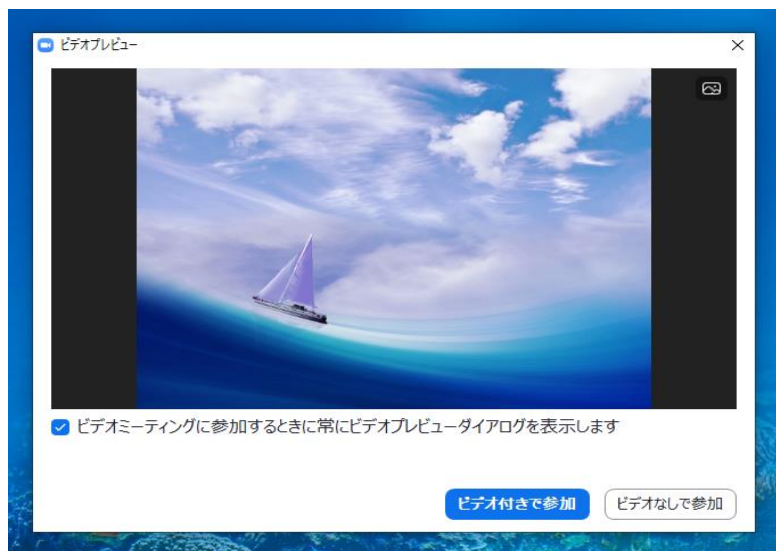 ビデオプレビュー
ビデオミーティングに参加するときに常にビデオプレビューダイアログを表示します
ビデオ付きで参加
ビデオなしで参加